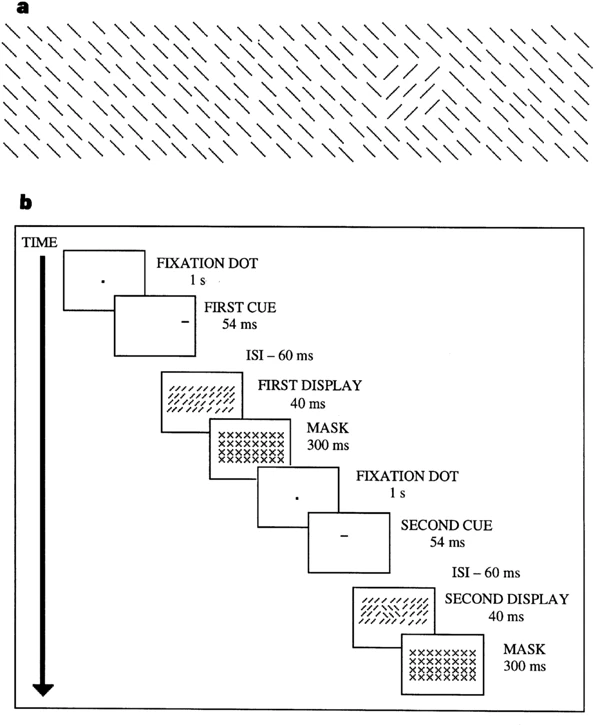 a
b
TIME
FIXATION DOT
1 s
FIRST CUE
54 ms
ISI – 60 ms
FIRST DISPLAY
40 ms
MASK
300 ms
FIXATION DOT
1 s
SECOND CUE
54 ms
ISI – 60 ms
SECOND DISPLAY
40 ms
MASK
300 ms